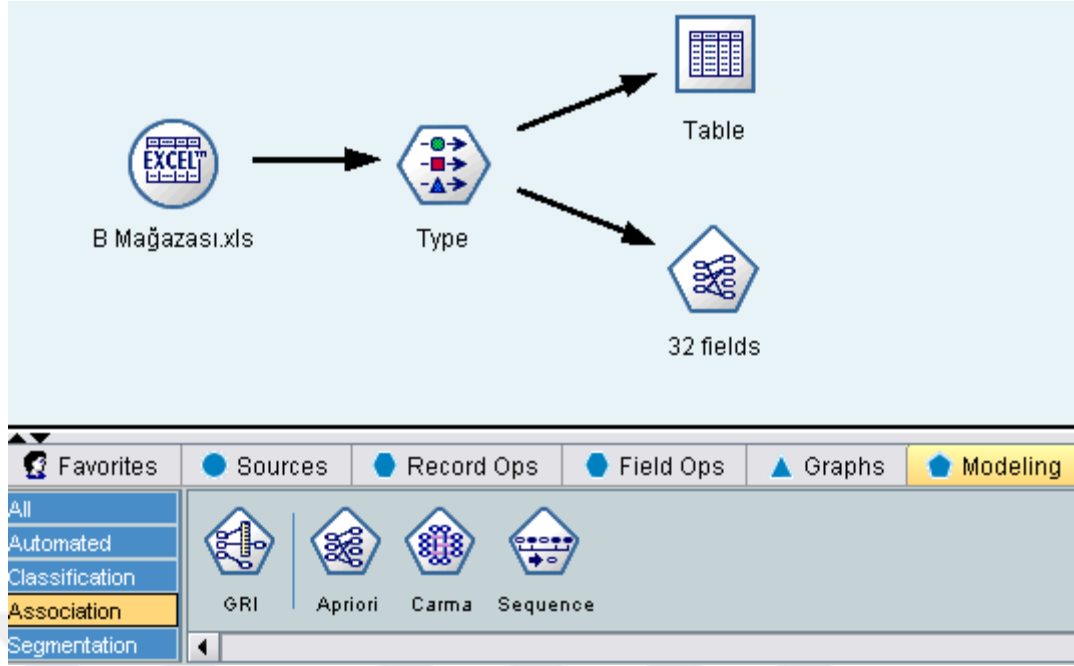 Table
EXCEL™
B Mağazası.xls
Type
32 fields
Favorites
Sources
Record Ops
Field Ops
Graphs
Modeling
All
Automated
Classification
Association
Segmentation
GRI
Apriori
Carma
Sequence